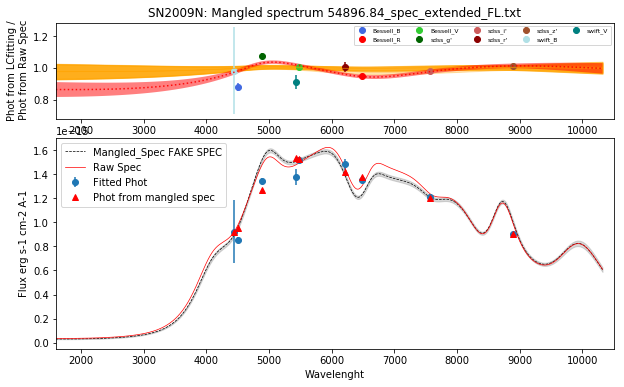 SN2009N: Mangled spectrum 54896.84_spec_extended_FL.txt
Phot from LCfitting /
Phot from Raw Spec
1.2
1.0
0.8
Bessell_B
Bessell_R
Bessell_V
sdss_g'
sdss_i'
sdss_r'
sdss_z'
swift_B
swift_V
2000 3000 4000 5000 6000 7000 8000 9000 10000
Flux erg s-1 cm-2 A-1
1.6
1.4
1.2
1.0
0.8
0.6
0.4
0.2
0.0
Mangled_Spec FAKE SPEC
Raw Spec
Fitted Phot
Phot from mangled spec
2000 3000 4000 5000 6000 7000 8000 9000 10000
Wavelenght